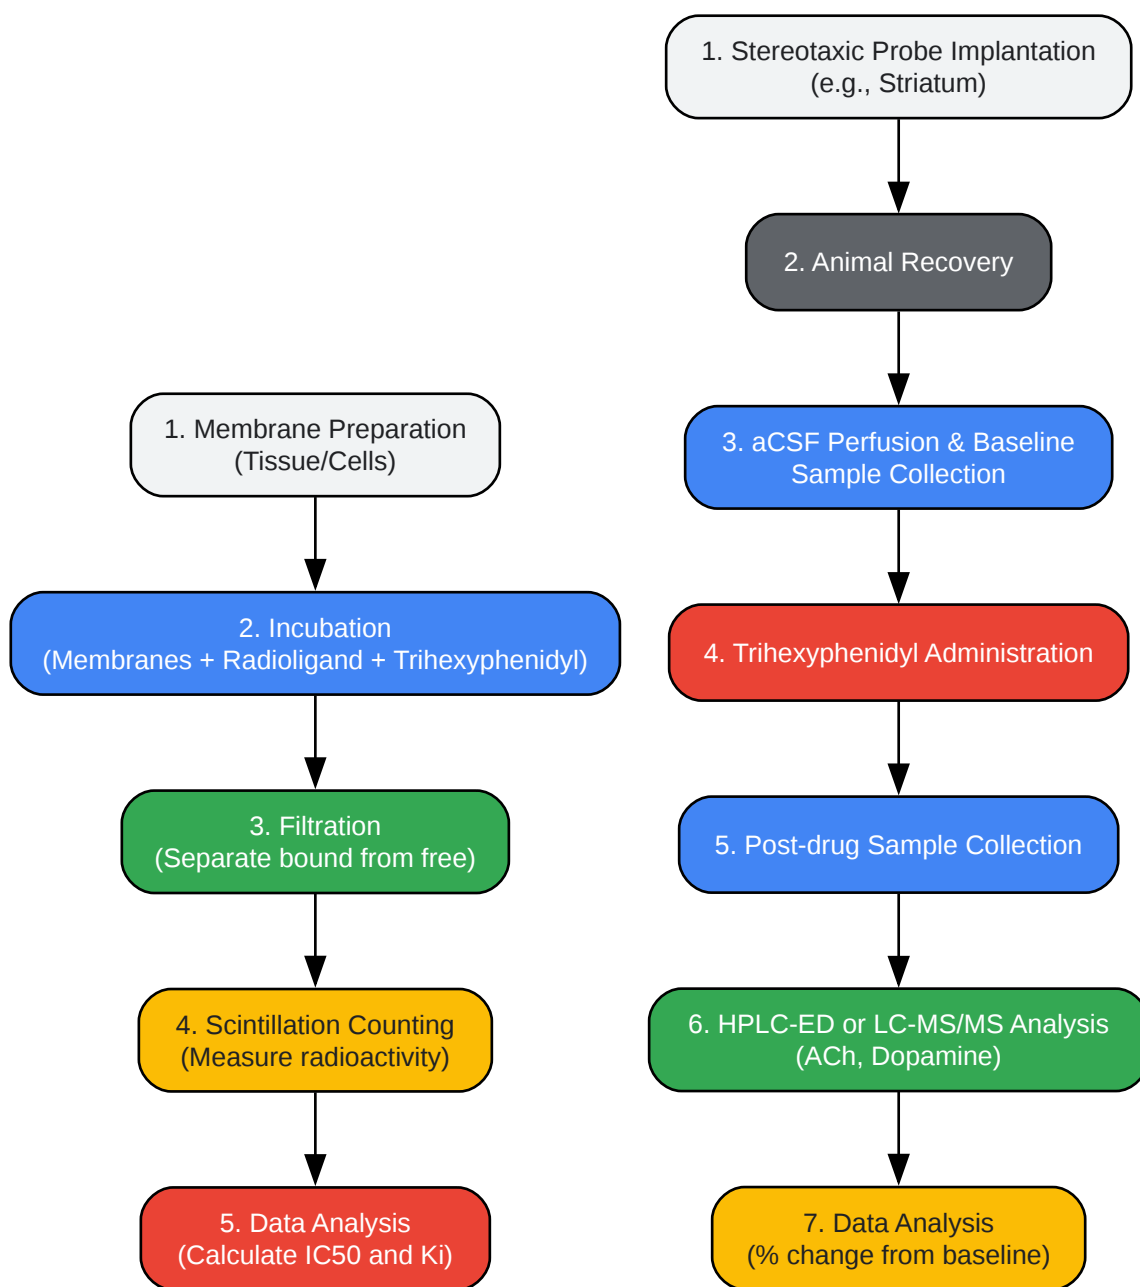 1. Membrane Preparation
(Tissue/Cells)
2. Incubation
(Membranes + Radioligand + Trihexyphenidyl)
3. Filtration
(Separate bound from free)
4. Scintillation Counting
(Measure radioactivity)
5. Data Analysis
(Calculate IC50 and Ki)
1. Stereotaxic Probe Implantation
(e.g., Striatum)
2. Animal Recovery
3. aCSF Perfusion & Baseline
Sample Collection
4. Trihexyphenidyl Administration
5. Post-drug Sample Collection
6. HPLC-ED or LC-MS/MS Analysis
(ACh, Dopamine)
7. Data Analysis
(% change from baseline)